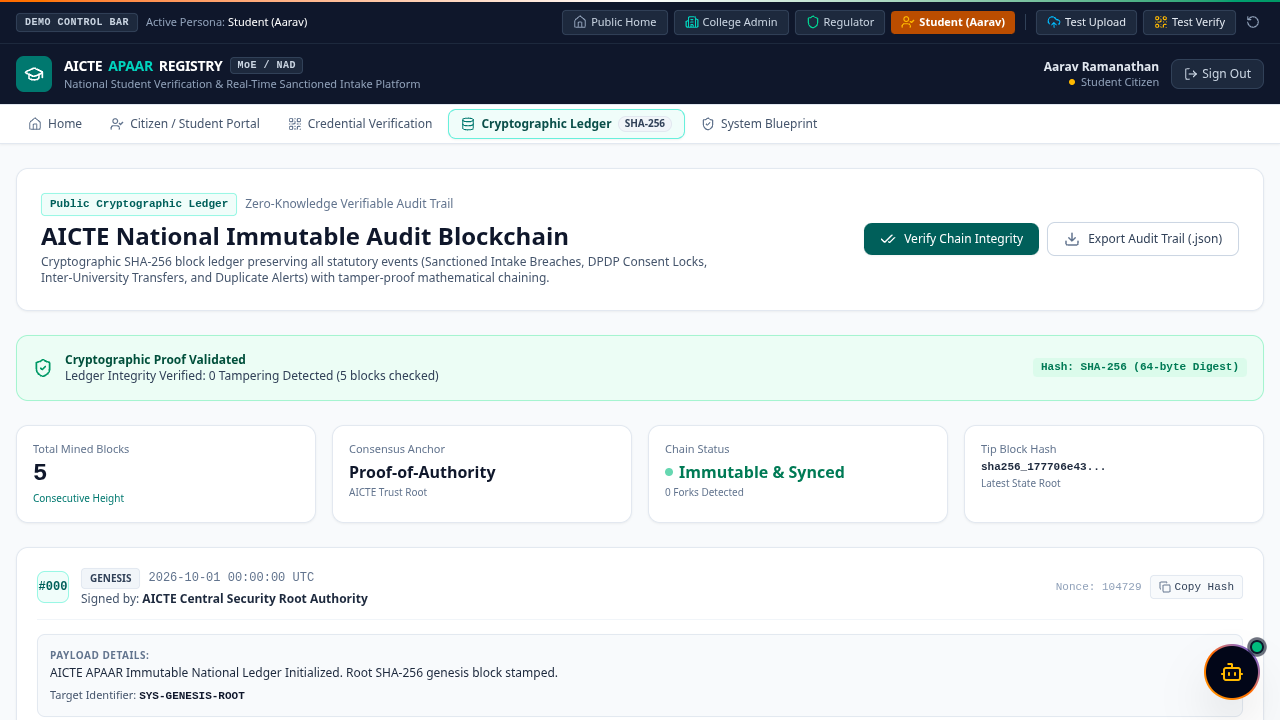 DEMO CONTROL BAR Active Persona: Student (Aarav) Public Home College Admin Regulator Student (Aarav) Test Upload Test Verify
AICTE APAAR REGISTRY MoE / NAD
National Student Verification & Real-Time Sanctioned Intake Platform
Aarav Ramanathan
Student Citizen
Sign Out
Home Citizen / Student Portal Credential Verification Cryptographic Ledger SHA-256 System Blueprint
Public Cryptographic Ledger Zero-Knowledge Verifiable Audit Trail
AICTE National Immutable Audit Blockchain
Cryptographic SHA-256 block ledger preserving all statutory events (Sanctioned Intake Breaches, DPDP Consent Locks,
Inter-University Transfers, and Duplicate Alerts) with tamper-proof mathematical chaining.
Verify Chain Integrity Export Audit Trail (.json)
Cryptographic Proof Validated
Ledger Integrity Verified: 0 Tampering Detected (5 blocks checked)
Hash: SHA-256 (64-byte Digest)
Total Mined Blocks
5
Consecutive Height
Consensus Anchor
Proof-of-Authority
AICTE Trust Root
Chain Status
Immutable & Synced
0 Forks Detected
Tip Block Hash
sha256_177706e43...
Latest State Root
#000 GENESIS 2026-10-01 00:00:00 UTC
Signed by: AICTE Central Security Root Authority
Nonce: 104729 Copy Hash
PAYLOAD DETAILS:
AICTE APAAR Immutable National Ledger Initialized. Root SHA-256 genesis block stamped.
Target Identifier: SYS-GENESIS-ROOT